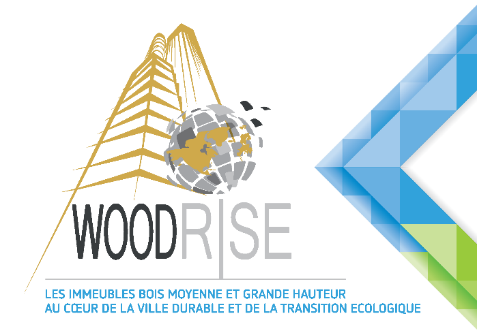 WOODRISE
LES IMMEUBLES BOIS MOYENNE ET GRANDE HAUTEUR
AU CŒUR DE LA VILLE DURABLE ET DE LA TRANSITION ECOLOGIQUE